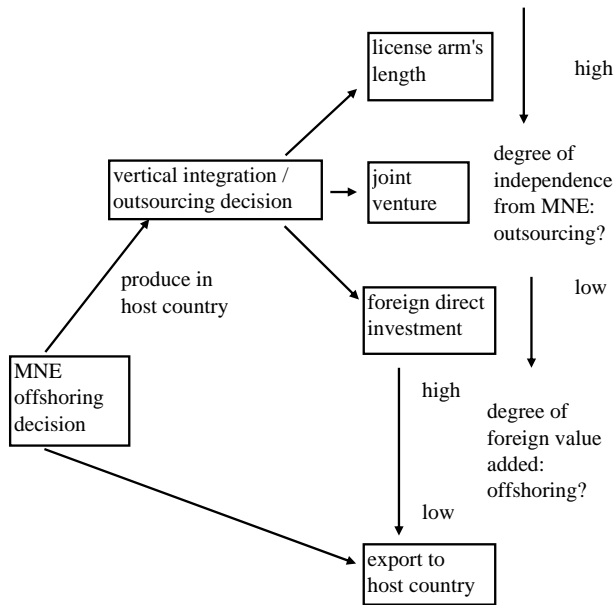 license arm's
length
high
vertical integration /
outsourcing decision
joint
venture
degree of
independence
from MNE:
outsourcing?
produce in
host country
foreign direct
investment
low
MNE
offshoring
decision
high
degree of
foreign value
added:
offshoring?
low
export to
host country